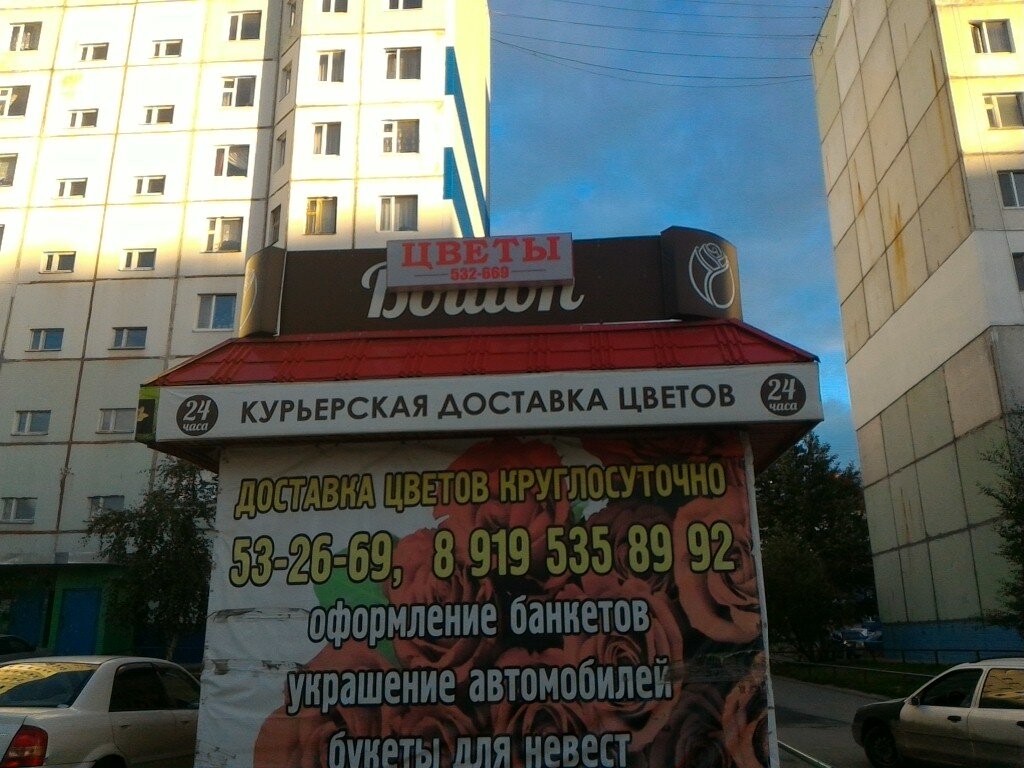 ЦВЕТЫ
532-669
24 часа КУРЬЕРСКАЯ ДОСТАВКА ЦВЕТОВ 24 часа
ДОСТАВКА ЦВЕТОВ КРУГЛОСУТОЧНО
53-26-69, 8 919 535 89 92
оформление банкетов
украшение автомобилей
букеты для невест